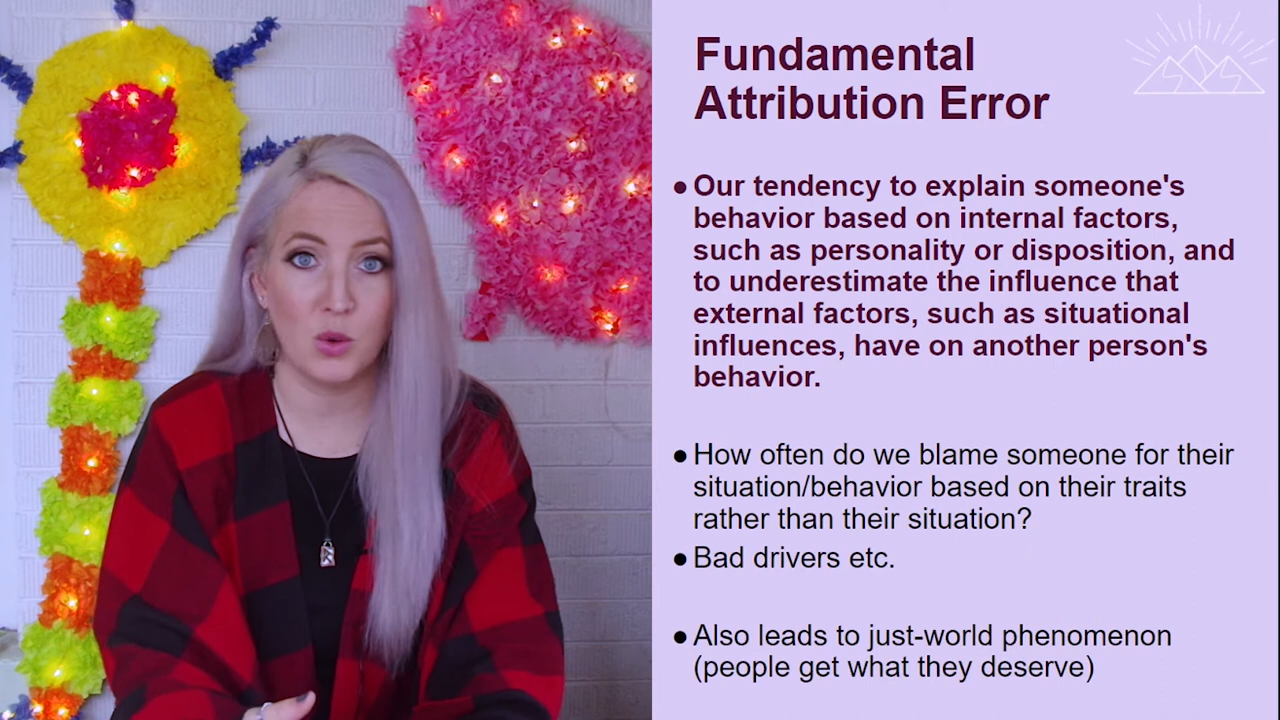 Fundamental
Attribution Error
● Our tendency to explain someone's
behavior based on internal factors,
such as personality or disposition, and
to underestimate the influence that
external factors, such as situational
influences, have on another person's
behavior.
● How often do we blame someone for their
situation/behavior based on their traits
rather than their situation?
● Bad drivers etc.
● Also leads to just-world phenomenon
(people get what they deserve)